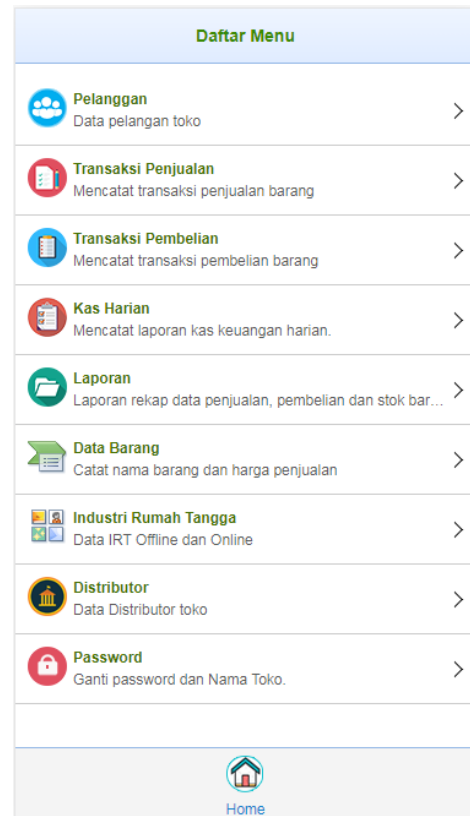 Daftar Menu
Pelanggan
Data pelangan toko
Transaksi Penjualan
Mencatat transaksi penjualan barang
Transaksi Pembelian
Mencatat transaksi pembelian barang
Kas Harian
Mencatat laporan kas keuangan harian.
Laporan
Laporan rekap data penjualan, pembelian dan stok bar...
Data Barang
Catat nama barang dan harga penjualan
Industri Rumah Tangga
Data IRT Offline dan Online
Distributor
Data Distributor toko
Password
Ganti password dan Nama Toko.
Home